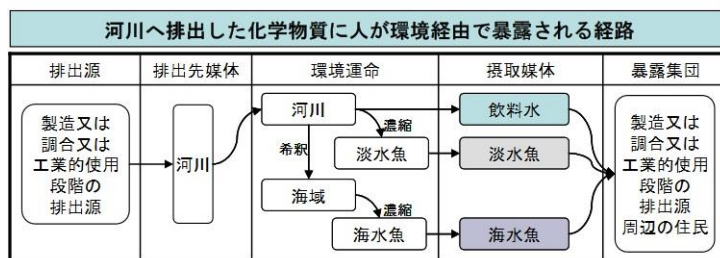 河川へ排出した化学物質に人が環境経由で暴露される経路
排出源
排出先媒体
環境運命
摂取媒体
暴露集団
製造又は
調合又は
工業的使用
段階の
排出源
河川
河川
希釈
濃縮
淡水魚
海域
濃縮
海水魚
飲料水
淡水魚
海水魚
製造又は
調合又は
工業的使用
段階の
排出源
周辺の住民